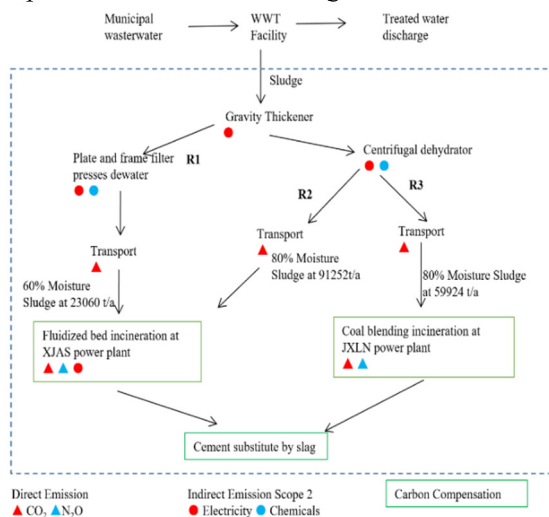 Municipal wasterwater
WWT Facility
Treated water discharge
Sludge
Gravity Thickener
R1
Plate and frame filter presses dewater
Centrifugal dehydrator
R2
R3
Transport
Transport
Transport
60% Moisture Sludge at 23060 t/a
80% Moisture Sludge at 91252t/a
80% Moisture Sludge at 59924 t/a
Fluidized bed incineration at XJAS power plant
Coal blending incineration at JXLN power plant
Cement substitute by slag
Direct Emission
CO₂ N₂O
Indirect Emission Scope 2
Electricity Chemicals
Carbon Compensation